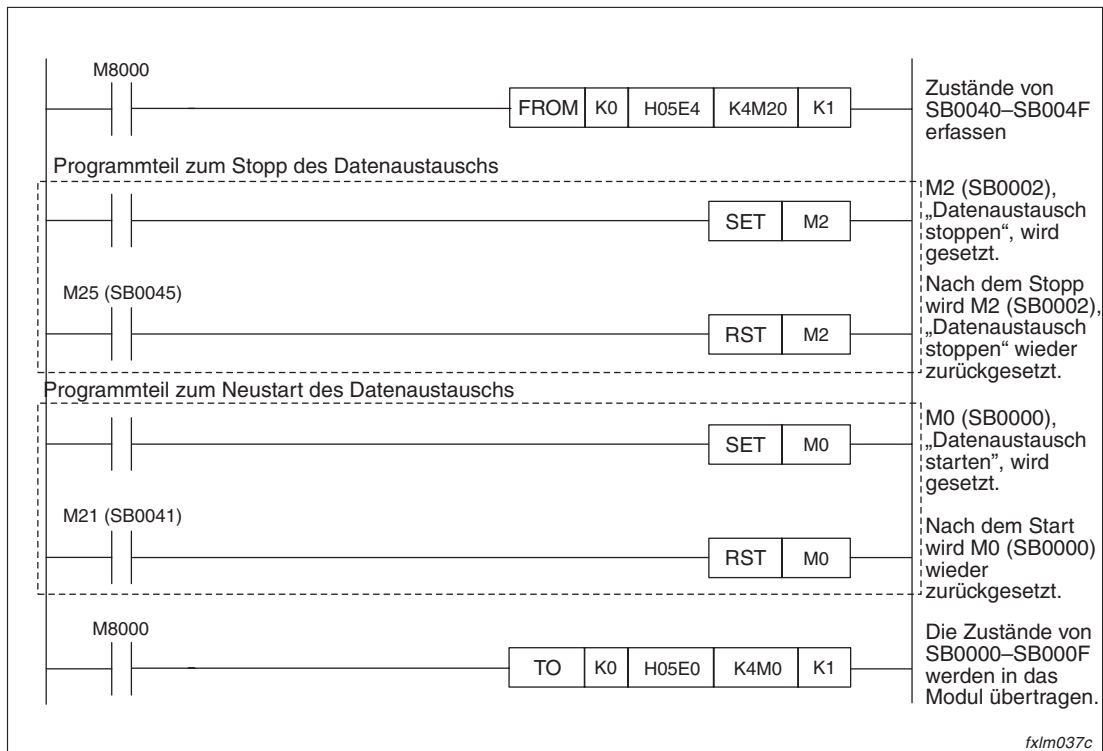 M8000
FROM K0 H05E4 K4M20 K1
Zustände von
SB0040–SB004F
erfassen
Programmteil zum Stopp des Datenaustauschs
SET M2
M2 (SB0002),
„Datenaustausch
stoppen“, wird
gesetzt.
M25 (SB0045)
RST M2
Nach dem Stopp
wird M2 (SB0002),
„Datenaustausch
stoppen“ wieder
zurückgesetzt.
Programmteil zum Neustart des Datenaustauschs
SET M0
M0 (SB0000),
„Datenaustausch
starten”, wird
gesetzt.
M21 (SB0041)
RST M0
Nach dem Start
wird M0 (SB0000)
wieder
zurückgesetzt.
M8000
TO K0 H05E0 K4M0 K1
Die Zustände von
SB0000–SB000F
werden in das
Modul übertragen.
fxlm037c